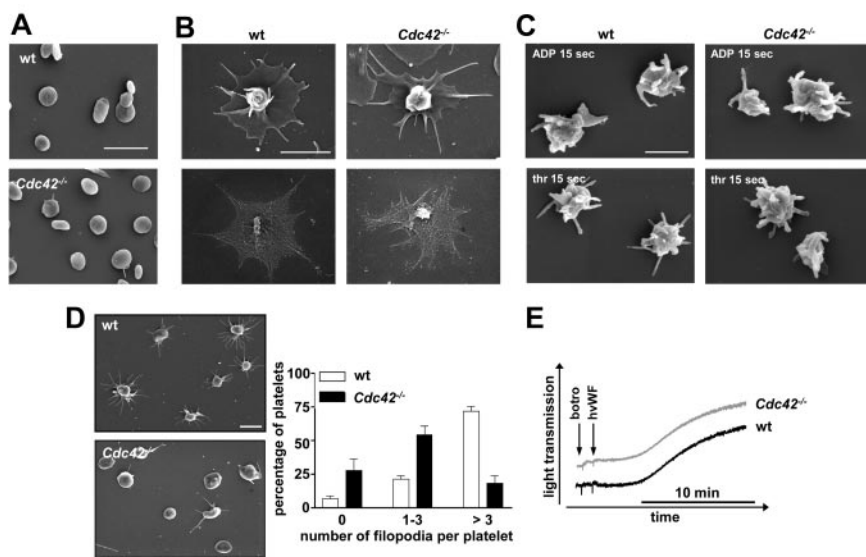 A
wt
Cdc42-/-
B
wt
Cdc42-/-
C
wt
Cdc42-/-
ADP 15 sec
ADP 15 sec
thr 15 sec
thr 15 sec
D
wt
Cdc42-/-
percentage of platelets
100
75
50
25
0
wt
Cdc42-/-
0
1-3
> 3
number of filopodia per platelet
E
light transmission
botro
hvWF
Cdc42-/-
wt
10 min
time